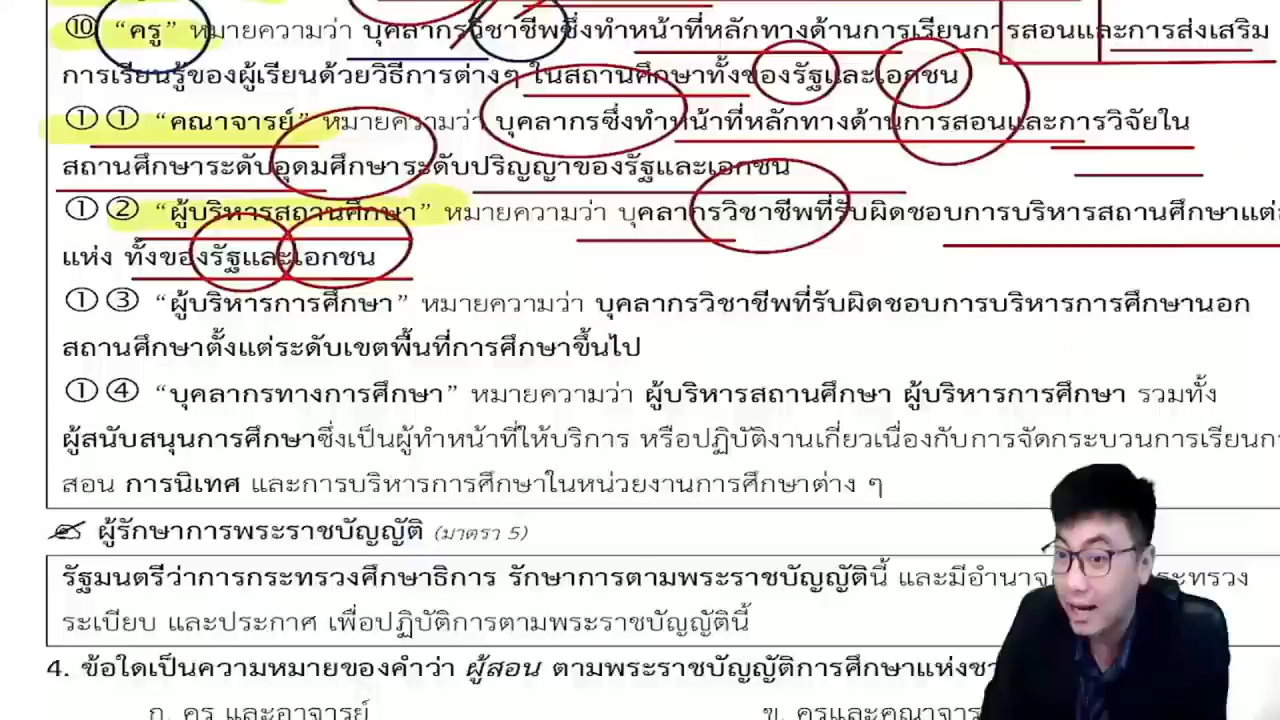 ⑩ “ครู” หมายความว่า บุคลากรวิชาชีพซึ่งทำหน้าที่หลักทางด้านการเรียนการสอนและการส่งเสริม
การเรียนรู้ของผู้เรียนด้วยวิธีการต่างๆ ในสถานศึกษาทั้งของรัฐและเอกชน
①① “คณาจารย์” หมายความว่า บุคลากรซึ่งทำหน้าที่หลักทางด้านการสอนและการวิจัยใน
สถานศึกษาระดับอุดมศึกษาระดับปริญญาของรัฐและเอกชน
①② “ผู้บริหารสถานศึกษา” หมายความว่า บุคลากรวิชาชีพที่รับผิดชอบการบริหารสถานศึกษาแต่
แห่ง ทั้งของรัฐและเอกชน
①③ “ผู้บริหารการศึกษา” หมายความว่า บุคลากรวิชาชีพที่รับผิดชอบการบริหารการศึกษานอก
สถานศึกษาตั้งแต่ระดับเขตพื้นที่การศึกษาขึ้นไป
①④ “บุคลากรทางการศึกษา” หมายความว่า ผู้บริหารสถานศึกษา ผู้บริหารการศึกษา รวมทั้ง
ผู้สนับสนุนการศึกษาซึ่งเป็นผู้ทำหน้าที่ให้บริการ หรือปฏิบัติงานเกี่ยวเนื่องกับการจัดกระบวนการเรียนกา
สอน การนิเทศ และการบริหารการศึกษาในหน่วยงานการศึกษาต่าง ๆ
ผู้รักษาการพระราชบัญญัติ (มาตรา 5)
รัฐมนตรีว่าการกระทรวงศึกษาธิการ รักษาการตามพระราชบัญญัตินี้ และมีอำนาจ ระทรวง
ระเบียบ และประกาศ เพื่อปฏิบัติการตามพระราชบัญญัตินี้
4. ข้อใดเป็นความหมายของคำว่า ผู้สอน ตามพระราชบัญญัติการศึกษาแห่งชา
ก. ครู และอาจารย์ ข. ครูและคณาจาร